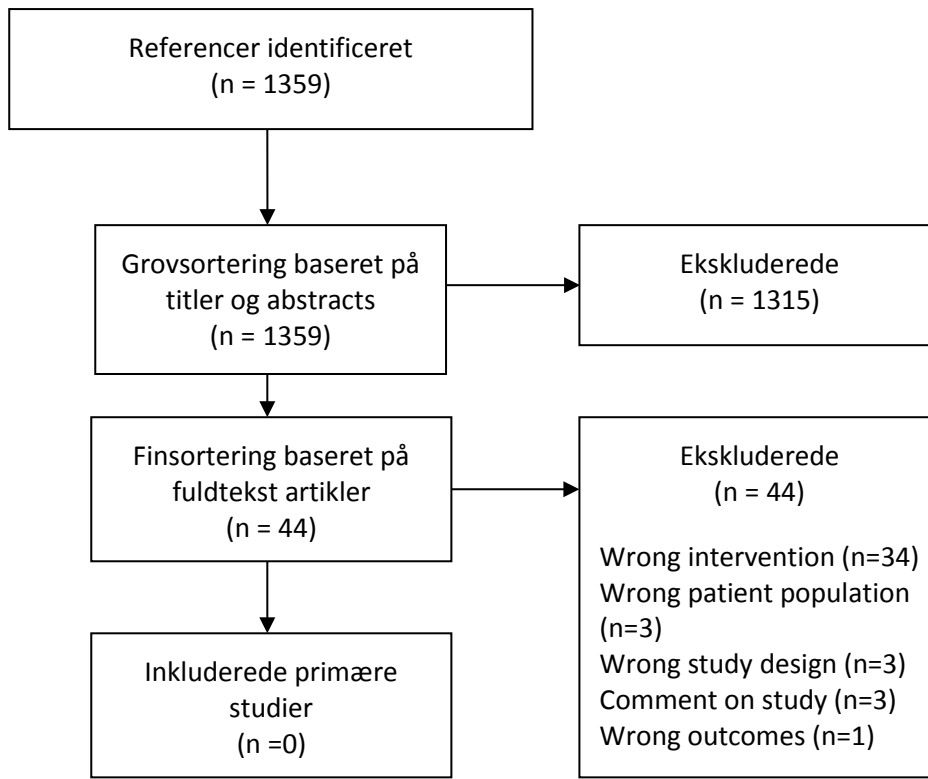 Referencer identificeret
(n = 1359)
Grovsortering baseret på
titler og abstracts
(n = 1359)
Ekskluderede
(n = 1315)
Finsortering baseret på
fuldtekst artikler
(n = 44)
Ekskluderede
(n = 44)
Wrong intervention (n=34)
Wrong patient population
(n=3)
Wrong study design (n=3)
Comment on study (n=3)
Wrong outcomes (n=1)
Inkluderede primære
studier
(n =0)